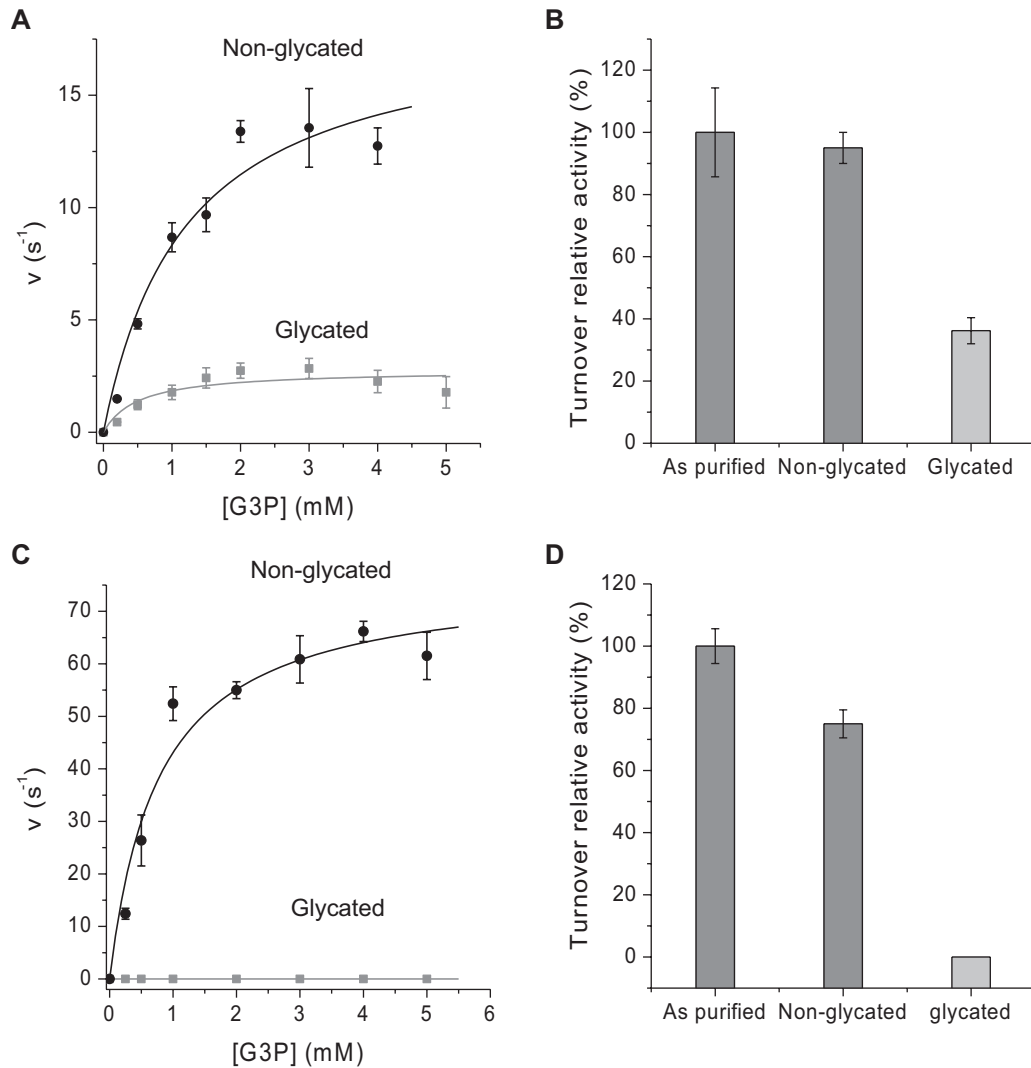 A
Non-glycated
15
10
5
0
v (s⁻¹)
Glycated
0 1 2 3 4 5
[G3P] (mM)
B
Turnover relative activity (%)
120
100
80
60
40
20
0
As purified Non-glycated Glycated
C
Non-glycated
70
60
50
40
30
20
10
0
v (s⁻¹)
Glycated
0 1 2 3 4 5 6
[G3P] (mM)
D
Turnover relative activity (%)
120
100
80
60
40
20
0
As purified Non-glycated glycated